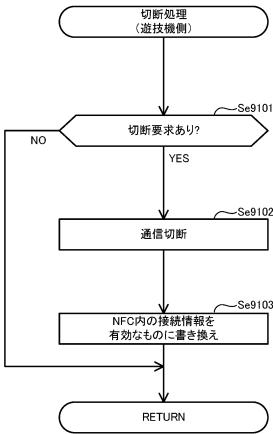 切断処理
（遊技機側）
Se9101
切断要求あり?
NO
YES
Se9102
通信切断
Se9103
NFC内の接続情報を
有効なものに書き換え
RETURN